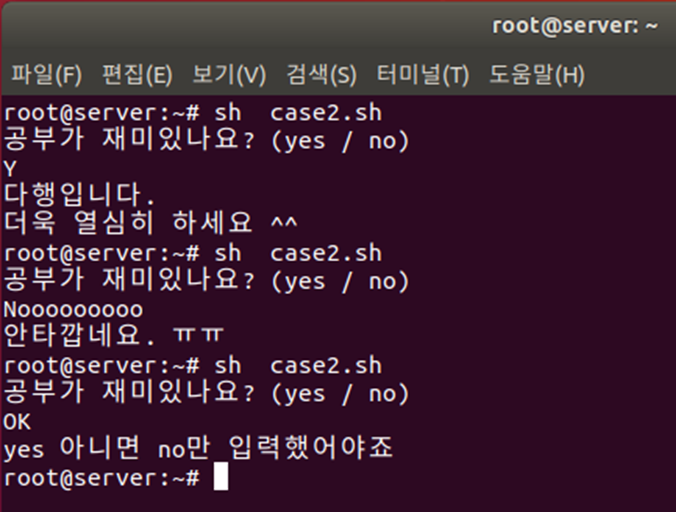 root@server: ~
파일(F) 편집(E) 보기(V) 검색(S) 터미널(T) 도움말(H)
root@server:~# sh  case2.sh
공부가 재미있나요? (yes / no)
Y
다행입니다.
더욱 열심히 하세요 ^^
root@server:~# sh  case2.sh
공부가 재미있나요? (yes / no)
Nooooooooo
안타깝네요. ㅠㅠ
root@server:~# sh  case2.sh
공부가 재미있나요? (yes / no)
OK
yes 아니면 no만 입력했어야죠
root@server:~#